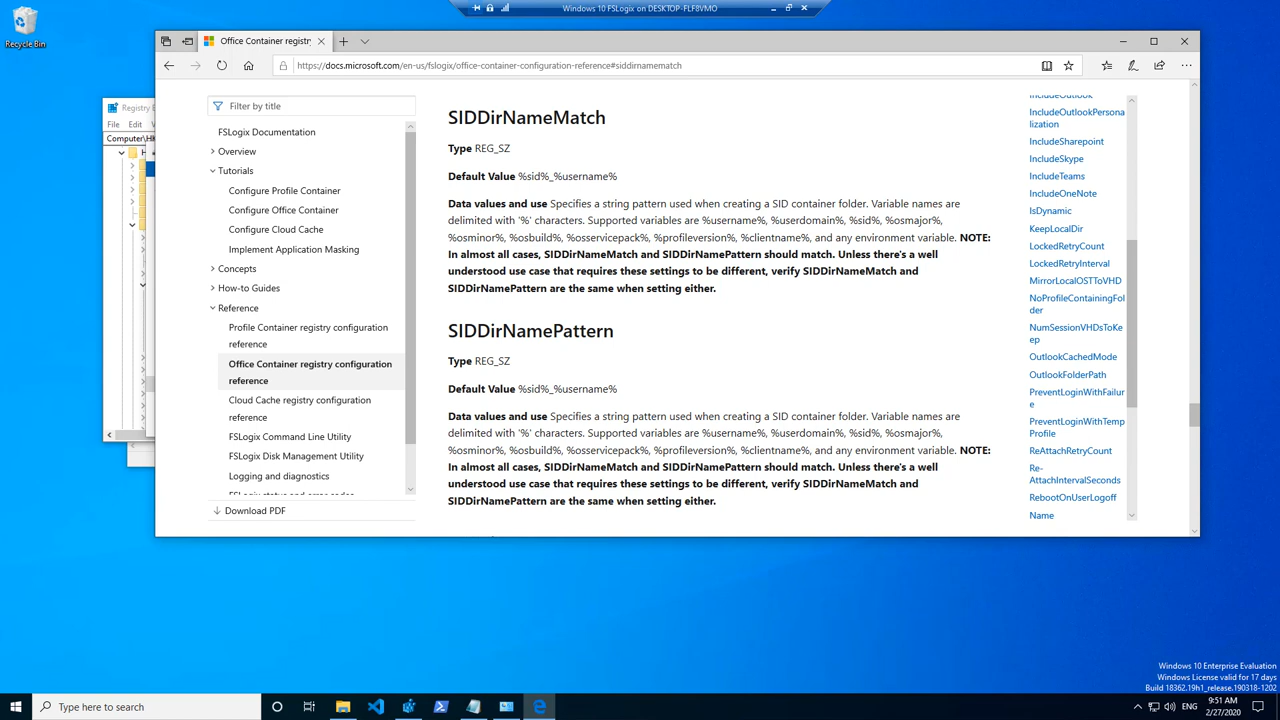 Recycle Bin
Windows 10 FSLogix on DESKTOP-FLF8VMO
Registry E
File Edit V
Computer\HK
Office Container registry
https://docs.microsoft.com/en-us/fslogix/office-container-configuration-reference#siddirnamematch
Filter by title
FSLogix Documentation
Overview
Tutorials
Configure Profile Container
Configure Office Container
Configure Cloud Cache
Implement Application Masking
Concepts
How-to Guides
Reference
Profile Container registry configuration
reference
Office Container registry configuration
reference
Cloud Cache registry configuration
reference
FSLogix Command Line Utility
FSLogix Disk Management Utility
Logging and diagnostics
FSLogix status and error codes
Download PDF
SIDDirNameMatch
Type REG_SZ
Default Value %sid%_%username%
Data values and use Specifies a string pattern used when creating a SID container folder. Variable names are
delimited with '%' characters. Supported variables are %username%, %userdomain%, %sid%, %osmajor%,
%osminor%, %osbuild%, %osservicepack%, %profileversion%, %clientname%, and any environment variable. NOTE:
In almost all cases, SIDDirNameMatch and SIDDirNamePattern should match. Unless there's a well
understood use case that requires these settings to be different, verify SIDDirNameMatch and
SIDDirNamePattern are the same when setting either.
SIDDirNamePattern
Type REG_SZ
Default Value %sid%_%username%
Data values and use Specifies a string pattern used when creating a SID container folder. Variable names are
delimited with '%' characters. Supported variables are %username%, %userdomain%, %sid%, %osmajor%,
%osminor%, %osbuild%, %osservicepack%, %profileversion%, %clientname%, and any environment variable. NOTE:
In almost all cases, SIDDirNameMatch and SIDDirNamePattern should match. Unless there's a well
understood use case that requires these settings to be different, verify SIDDirNameMatch and
SIDDirNamePattern are the same when setting either.
IncludeOutlook
IncludeOutlookPersona
lization
IncludeSharepoint
IncludeSkype
IncludeTeams
IncludeOneNote
IsDynamic
KeepLocalDir
LockedRetryCount
LockedRetryInterval
MirrorLocalOSTToVHD
NoProfileContainingFol
der
NumSessionVHDsToKe
ep
OutlookCachedMode
OutlookFolderPath
PreventLoginWithFailur
e
PreventLoginWithTemp
Profile
ReAttachRetryCount
Re-
AttachIntervalSeconds
RebootOnUserLogoff
Name
Windows 10 Enterprise Evaluation
Windows License valid for 17 days
Build 18362.19h1_release.190318-1202
Type here to search
ENG
9:51 AM
2/27/2020